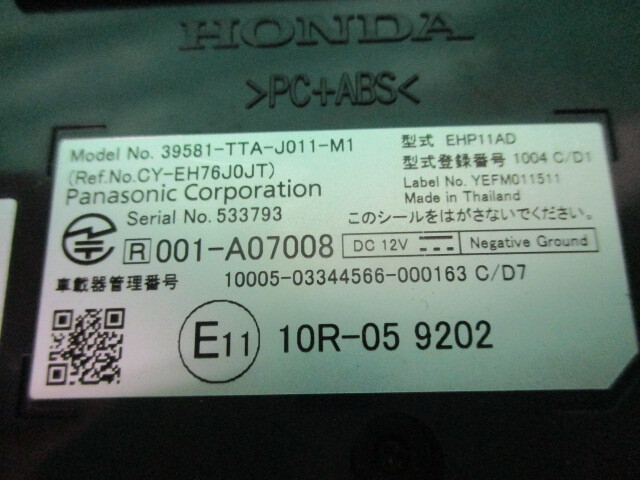 HONDA
>PC+ABS<
Model No. 39581-TTA-J011-M1
(Ref.No.CY-EH76J0JT)
Panasonic Corporation
Serial No. 533793
型式 EHP11AD
型式登録番号 1004 C/D1
Label No. YEFM011511
Made in Thailand
このシールをはがさないでください。
R 001-A07008
DC 12V Negative Ground
車載器管理番号 10005-03344566-000163 C/D7
E11 10R-05 9202